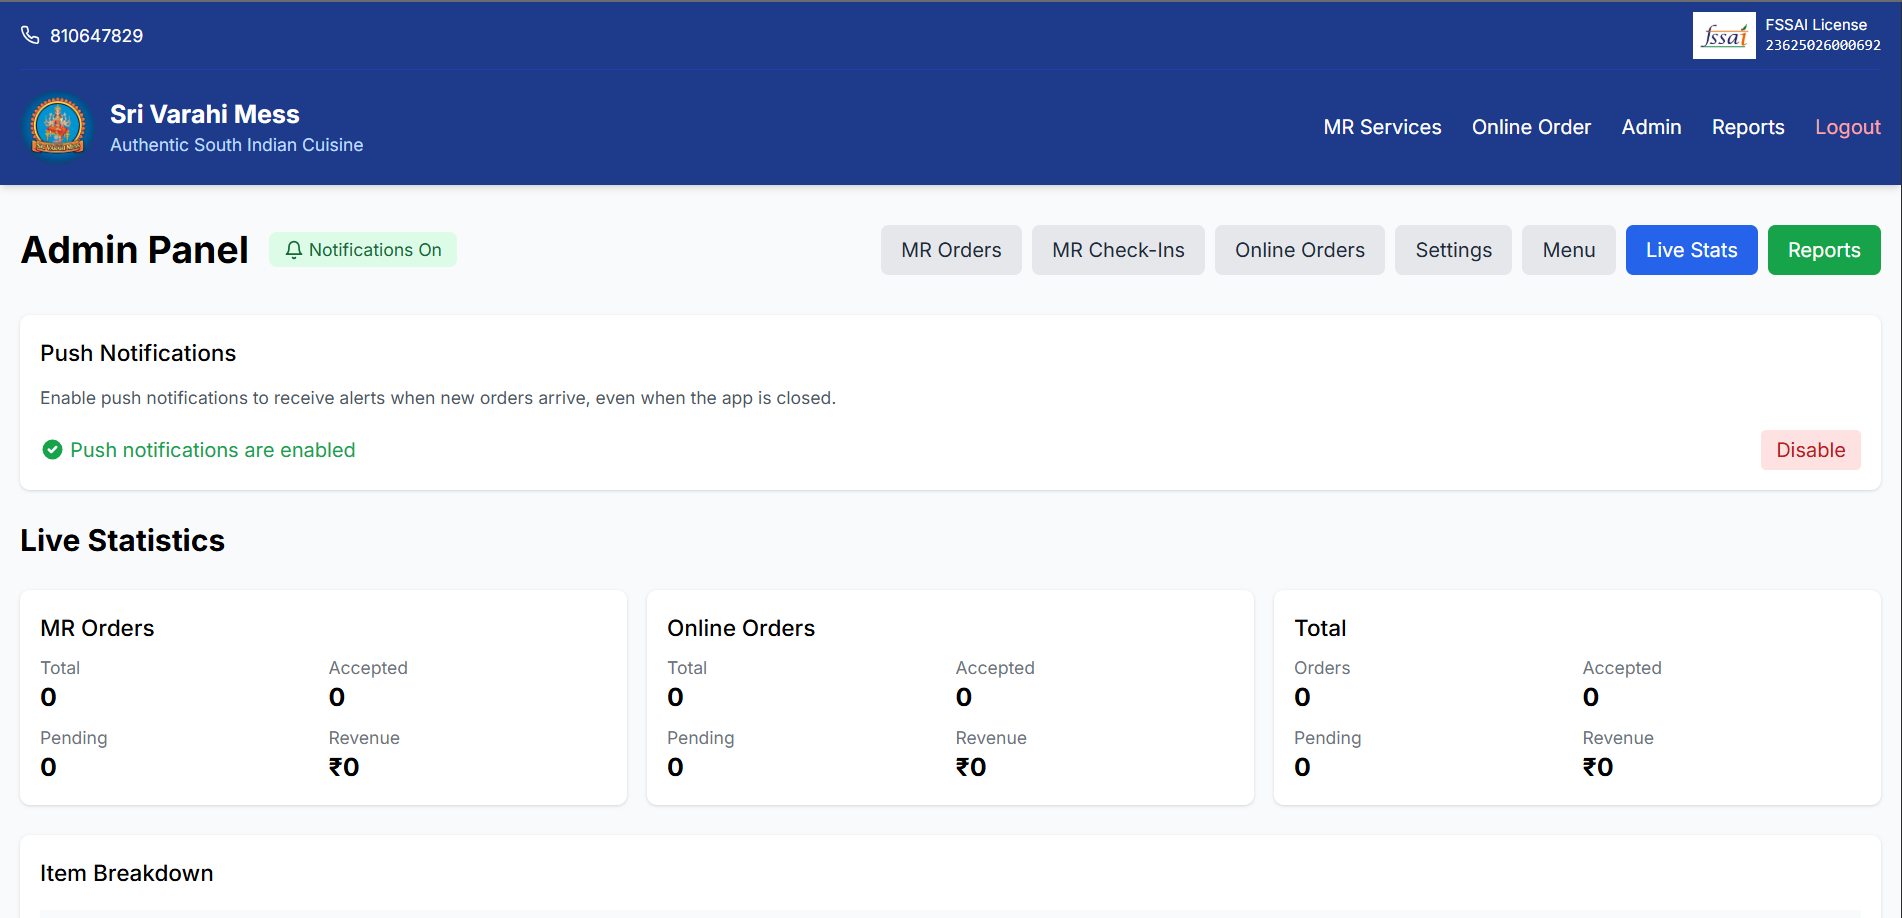 810647829
fssai
FSSAI License
23625026000692
Sri Varahi Mess
Authentic South Indian Cuisine
MR Services
Online Order
Admin
Reports
Logout
Admin Panel
Notifications On
MR Orders
MR Check-Ins
Online Orders
Settings
Menu
Live Stats
Reports
Push Notifications
Enable push notifications to receive alerts when new orders arrive, even when the app is closed.
Push notifications are enabled
Disable
Live Statistics
MR Orders
Total
Accepted
0
0
Pending
Revenue
0
₹0
Online Orders
Total
Accepted
0
0
Pending
Revenue
0
₹0
Total
Orders
Accepted
0
0
Pending
Revenue
0
₹0
Item Breakdown